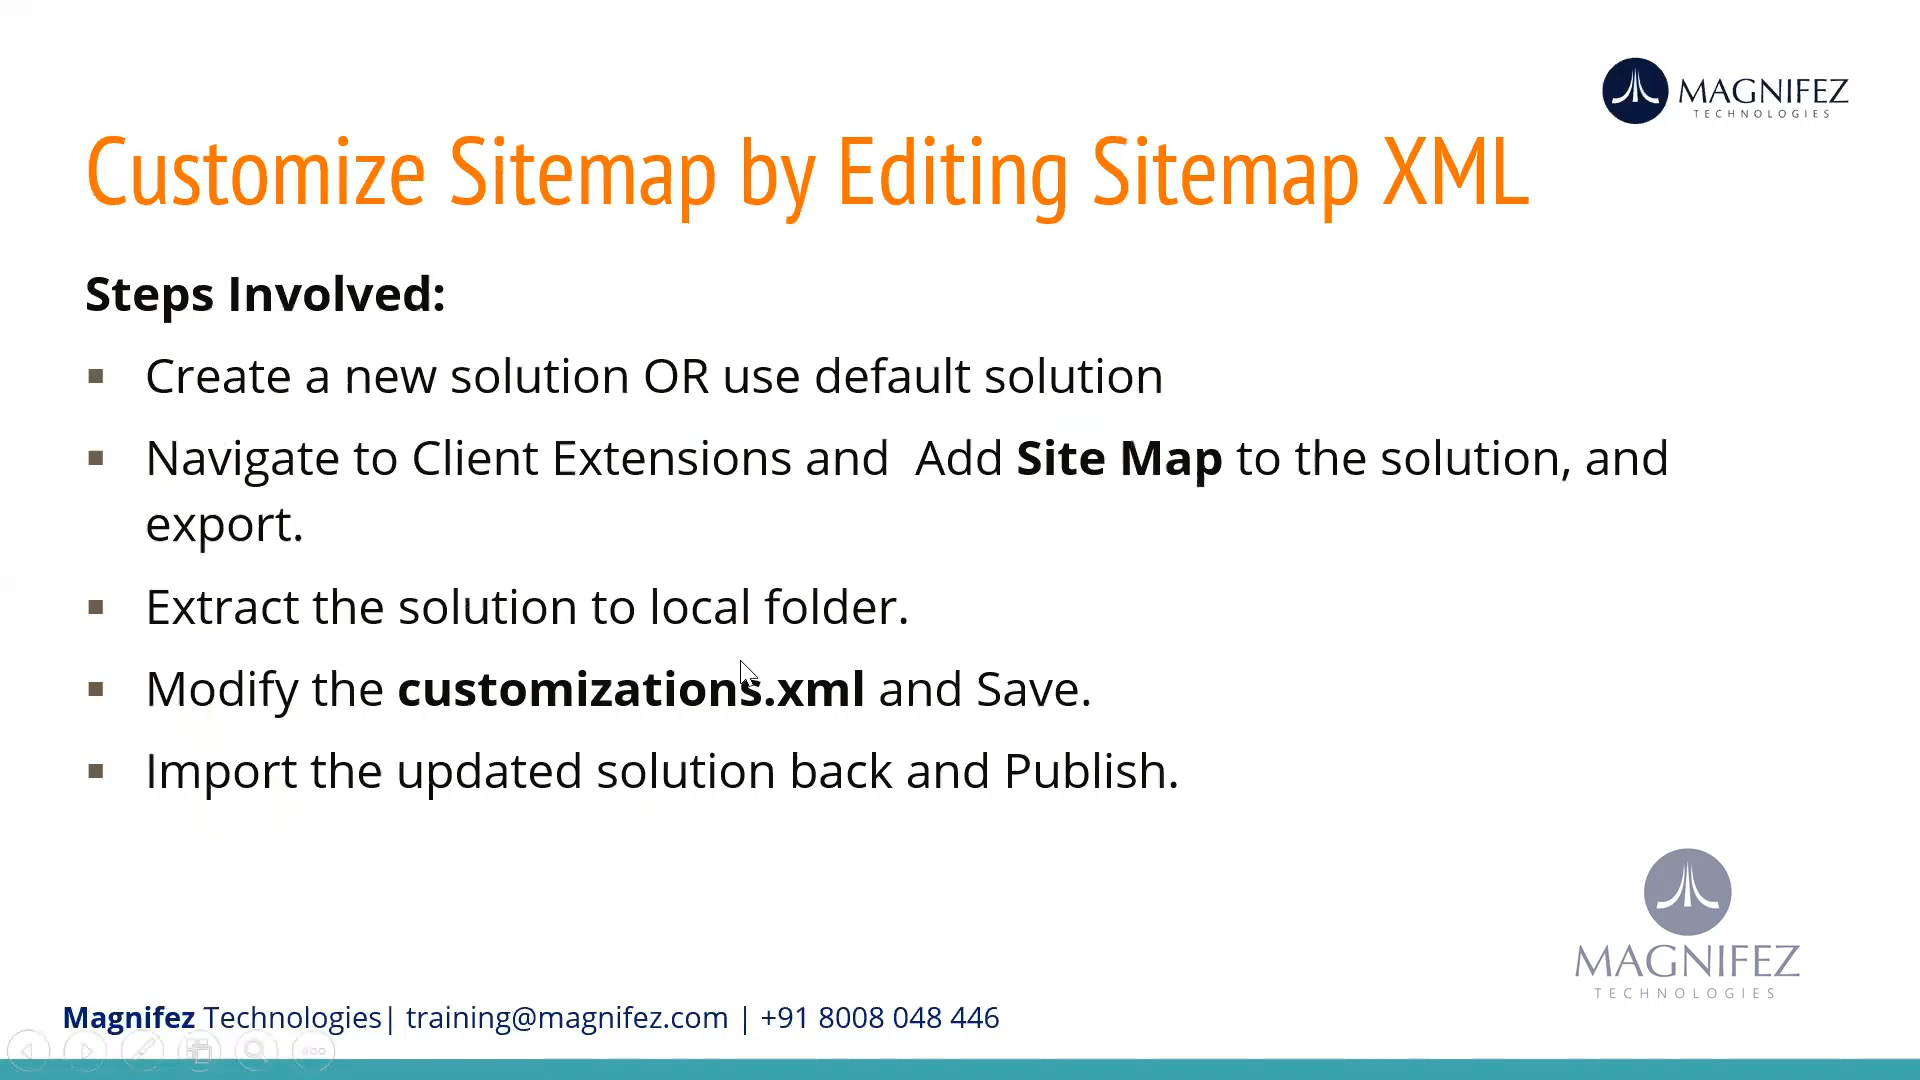 MAGNIFEZ
TECHNOLOGIES
Customize Sitemap by Editing Sitemap XML
Steps Involved:
▪ Create a new solution OR use default solution
▪ Navigate to Client Extensions and  Add Site Map to the solution, and
export.
▪ Extract the solution to local folder.
▪ Modify the customizations.xml and Save.
▪ Import the updated solution back and Publish.
MAGNIFEZ
TECHNOLOGIES
Magnifez Technologies| training@magnifez.com | +91 8008 048 446